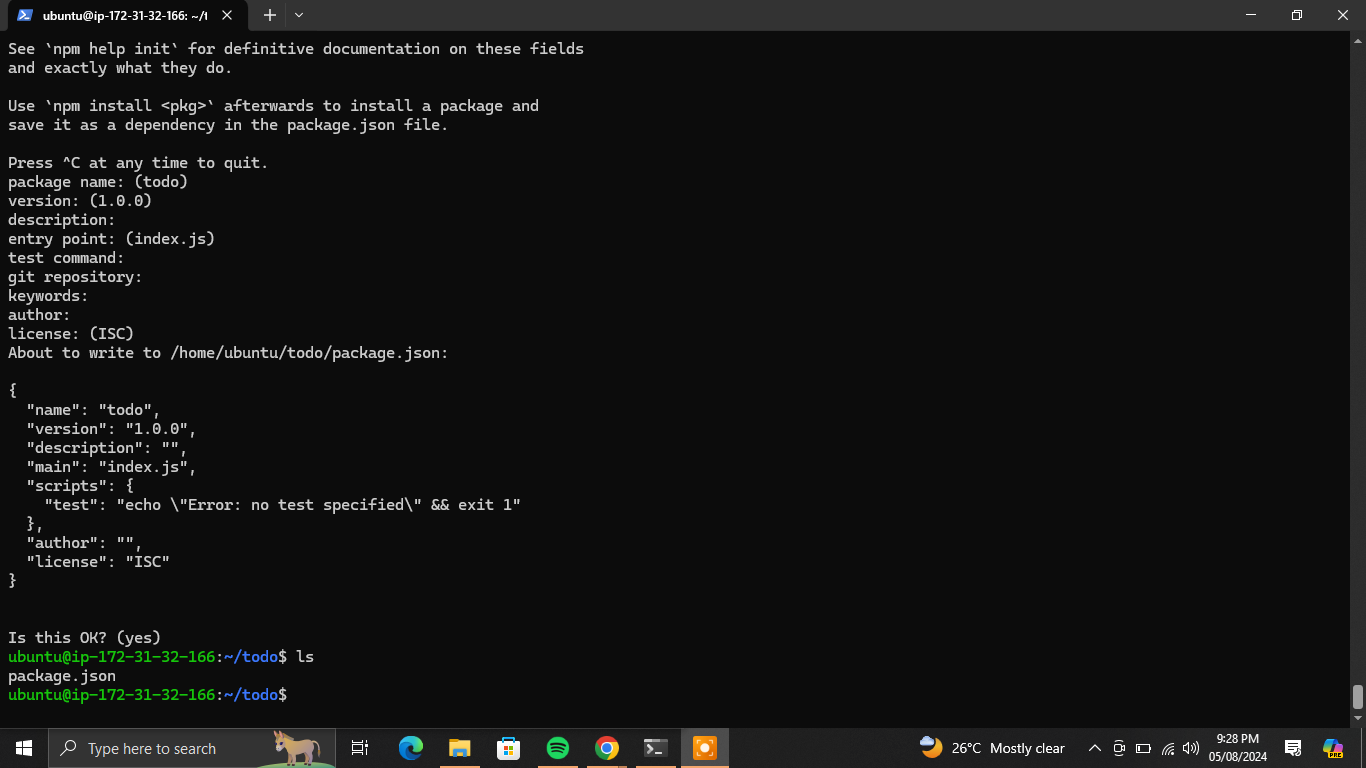 ubuntu@ip-172-31-32-166: ~/t
See `npm help init` for definitive documentation on these fields
and exactly what they do.
Use `npm install <pkg>` afterwards to install a package and
save it as a dependency in the package.json file.
Press ^C at any time to quit.
package name: (todo)
version: (1.0.0)
description:
entry point: (index.js)
test command:
git repository:
keywords:
author:
license: (ISC)
About to write to /home/ubuntu/todo/package.json:
{
  "name": "todo",
  "version": "1.0.0",
  "description": "",
  "main": "index.js",
  "scripts": {
    "test": "echo \"Error: no test specified\" && exit 1"
  },
  "author": "",
  "license": "ISC"
}
Is this OK? (yes)
ubuntu@ip-172-31-32-166:~/todo$ ls
package.json
ubuntu@ip-172-31-32-166:~/todo$
Type here to search
26°C Mostly clear
9:28 PM
05/08/2024
PRE